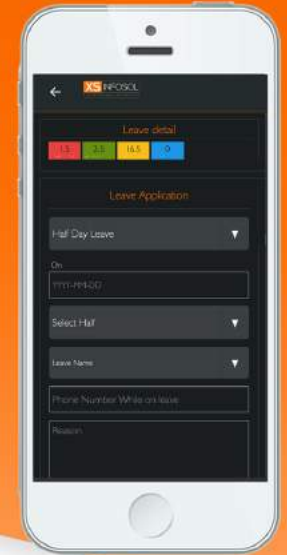 XS INFOSOL
Leave detail
1.5 2.5 16.5 0
Leave Application
Half Day Leave
On
YYYY-MM-DD
Select Half
Leave Name
Phone Number While on leave
Reason